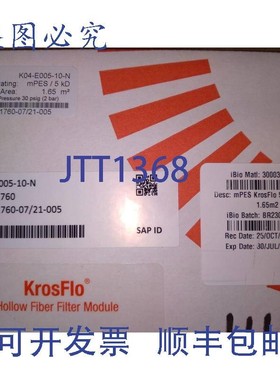 盗图必究
K04-E005-10-N
mPES / 5 kD
Area: 1.65 m²
Pressure 30 psig (2 bar)
1760-07/21-005
JTT1368
005-10-N
760
760-07/21-005
SAP ID
iBio Matl:
Desc: mPES KrosFlo
1.65m2
iBio Batch:
Rec Date: 25/OCT/
Exp Date: 30/JUL/
KrosFlo®
Hollow Fiber Filter Module
开发票 顺丰包邮